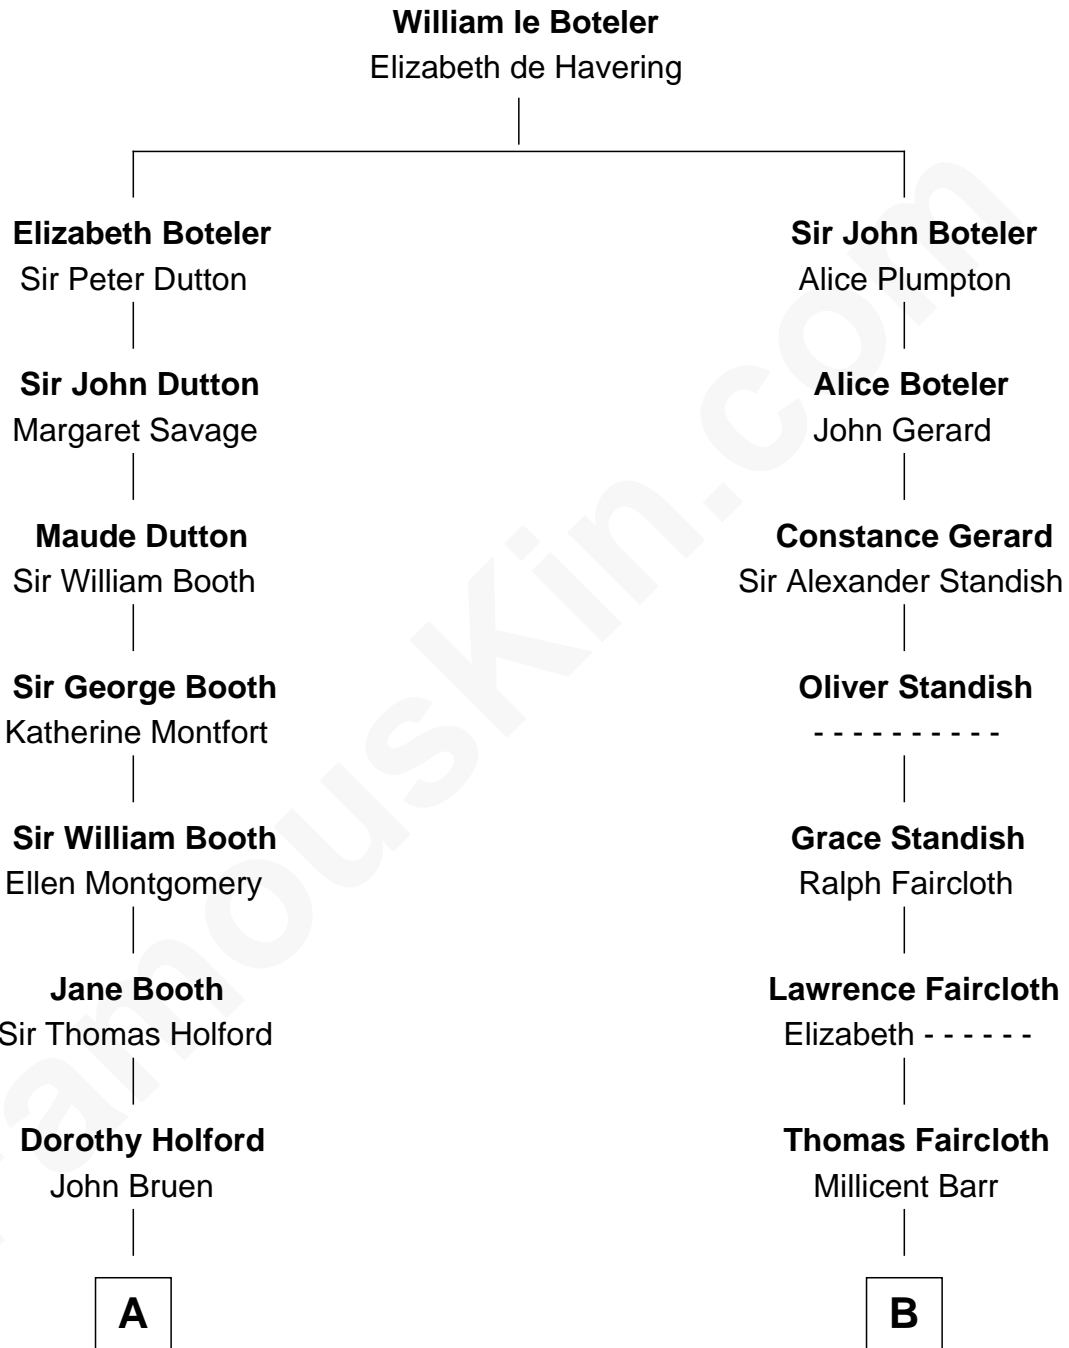 William le Boteler
Elizabeth de Havering
Elizabeth Boteler
Sir Peter Dutton
Sir John Dutton
Margaret Savage
Maude Dutton
Sir William Booth
Sir George Booth
Katherine Montfort
Sir William Booth
Ellen Montgomery
Jane Booth
Sir Thomas Holford
Dorothy Holford
John Bruen
A
Sir John Boteler
Alice Plumpton
Alice Boteler
John Gerard
Constance Gerard
Sir Alexander Standish
Oliver Standish
- - - - - - - - - -
Grace Standish
Ralph Faircloth
Lawrence Faircloth
Elizabeth - - - - - -
Thomas Faircloth
Millicent Barr
B
FamousKin.com